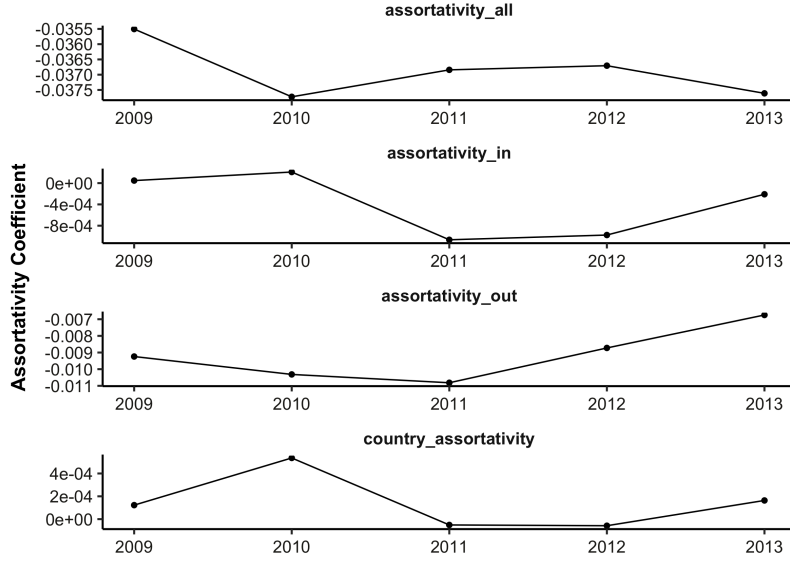 assortativity_all
-0.0355
-0.0360
-0.0365
-0.0370
-0.0375
2009 2010 2011 2012 2013
assortativity_in
0e+00
-4e-04
-8e-04
2009 2010 2011 2012 2013
Assortativity Coefficient
assortativity_out
-0.007
-0.008
-0.009
-0.010
-0.011
2009 2010 2011 2012 2013
country_assortativity
4e-04
2e-04
0e+00
2009 2010 2011 2012 2013